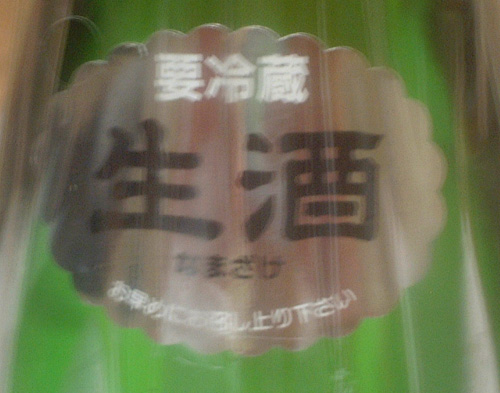 要冷蔵
生酒
なまざけ
お早めにお召し上り下さい